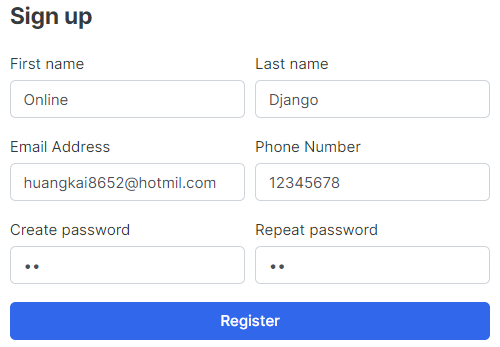 Sign up
First name Last name
Online Django
Email Address Phone Number
huangkai8652@hotmil.com 12345678
Create password Repeat password
•• ••
Register